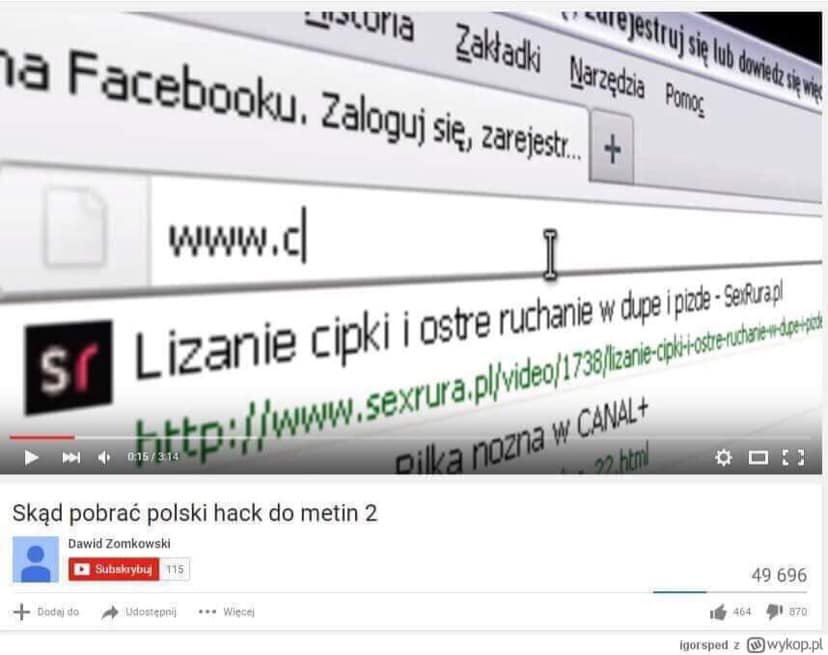 Historia Zakładki Narzędzia Pomoc
zarejestruj się lub dowiedz się więc
na Facebooku. Zaloguj się, zarejestr... +
www.c
sr Lizanie cipki i ostre ruchanie w dupe i pizde - SexRura.pl
http://www.sexrura.pl/video/1738/lizanie-cipki-i-ostre-ruchanie-w-dupe-i-pizde
Piłka nozna w CANAL+
22.html
0:15 / 3:14
Skąd pobrać polski hack do metin 2
Dawid Zomkowski
Subskrybuj 115
49 696
Dodaj do Udostępnij Więcej 464 870
igorsped z wykop.pl